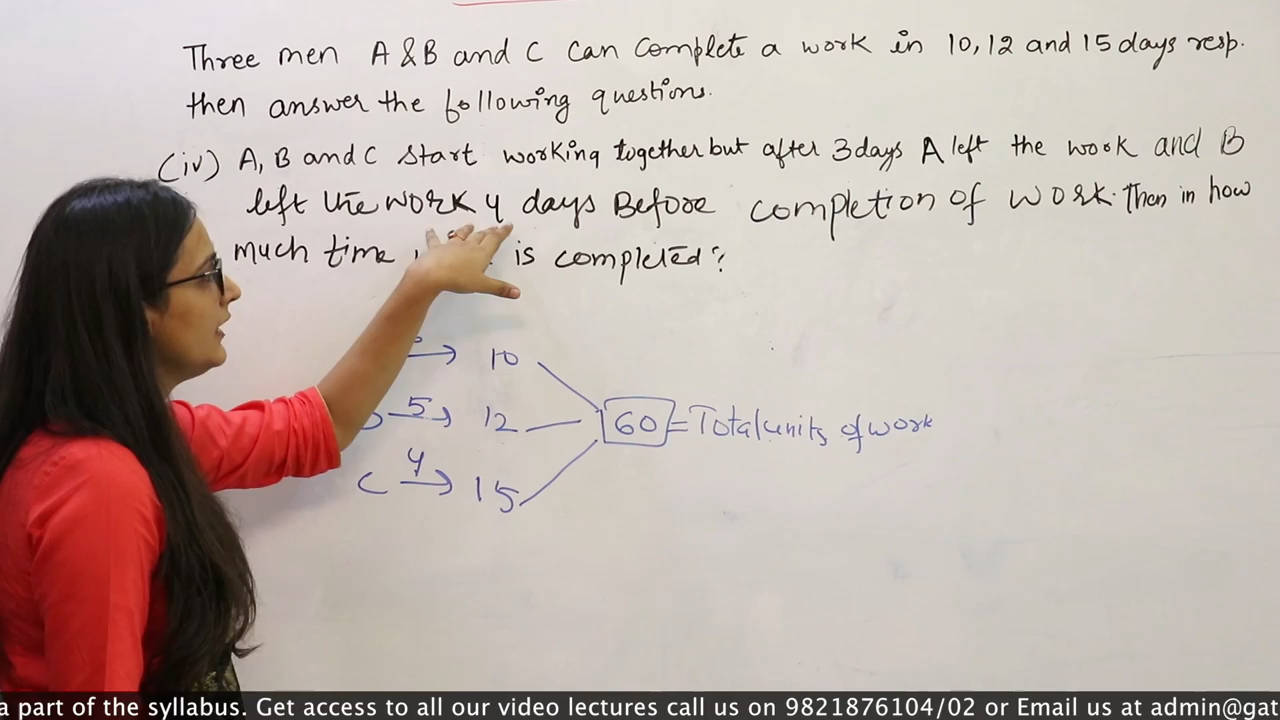 Three men A & B and C can complete a work in 10, 12 and 15 days resp.
then answer the following questions.
(iv) A, B and C start working together but after 3 days A left the work and B
left the work 4 days Before completion of work. Then in how
much time is completed?
→ 10
5 → 12
60 = Total units of work
C 4 → 15
a part of the syllabus. Get access to all our video lectures call us on 9821876104/02 or Email us at admin@gat